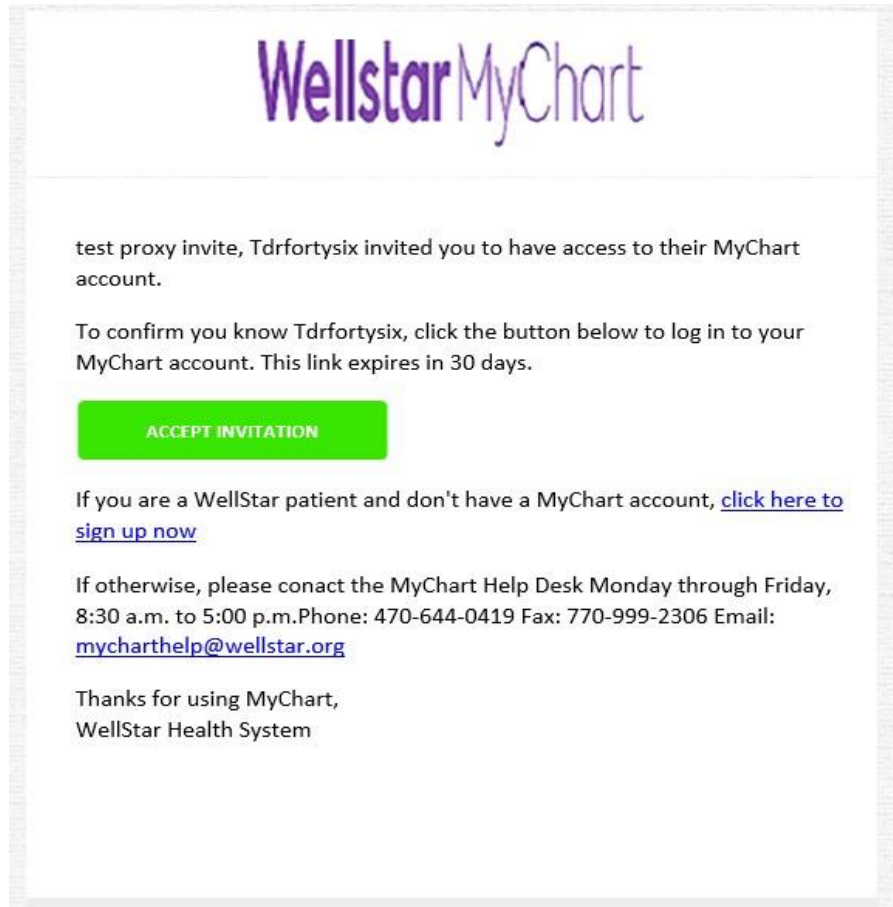 Wellstar MyChart
test proxy invite, Tdrfortysix invited you to have access to their MyChart
account.
To confirm you know Tdrfortysix, click the button below to log in to your
MyChart account. This link expires in 30 days.
ACCEPT INVITATION
If you are a WellStar patient and don't have a MyChart account, click here to
sign up now
If otherwise, please conact the MyChart Help Desk Monday through Friday,
8:30 a.m. to 5:00 p.m.Phone: 470-644-0419 Fax: 770-999-2306 Email:
mycharthelp@wellstar.org
Thanks for using MyChart,
WellStar Health System